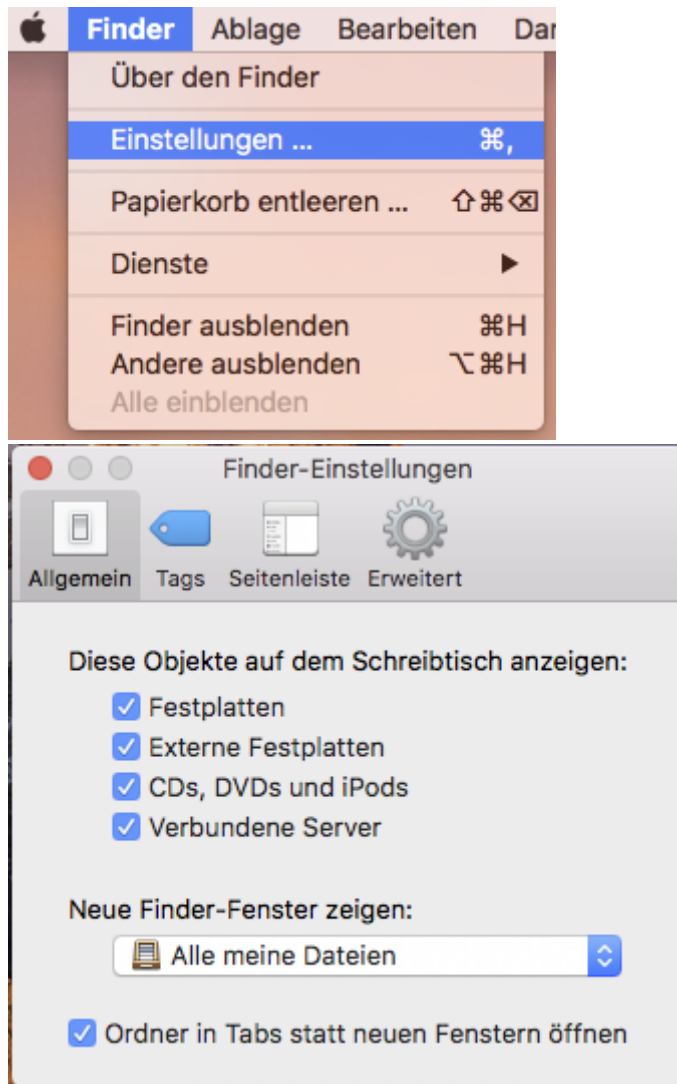 Finder Ablage Bearbeiten Dar
Über den Finder
Einstellungen ... ⌘,
Papierkorb entleeren ... ⇧⌘⌫
Dienste ▶
Finder ausblenden ⌘H
Andere ausblenden ⌥⌘H
Alle einblenden
Finder-Einstellungen
Allgemein Tags Seitenleiste Erweitert
Diese Objekte auf dem Schreibtisch anzeigen:
Festplatten
Externe Festplatten
CDs, DVDs und iPods
Verbundene Server
Neue Finder-Fenster zeigen:
Alle meine Dateien
Ordner in Tabs statt neuen Fenstern öffnen